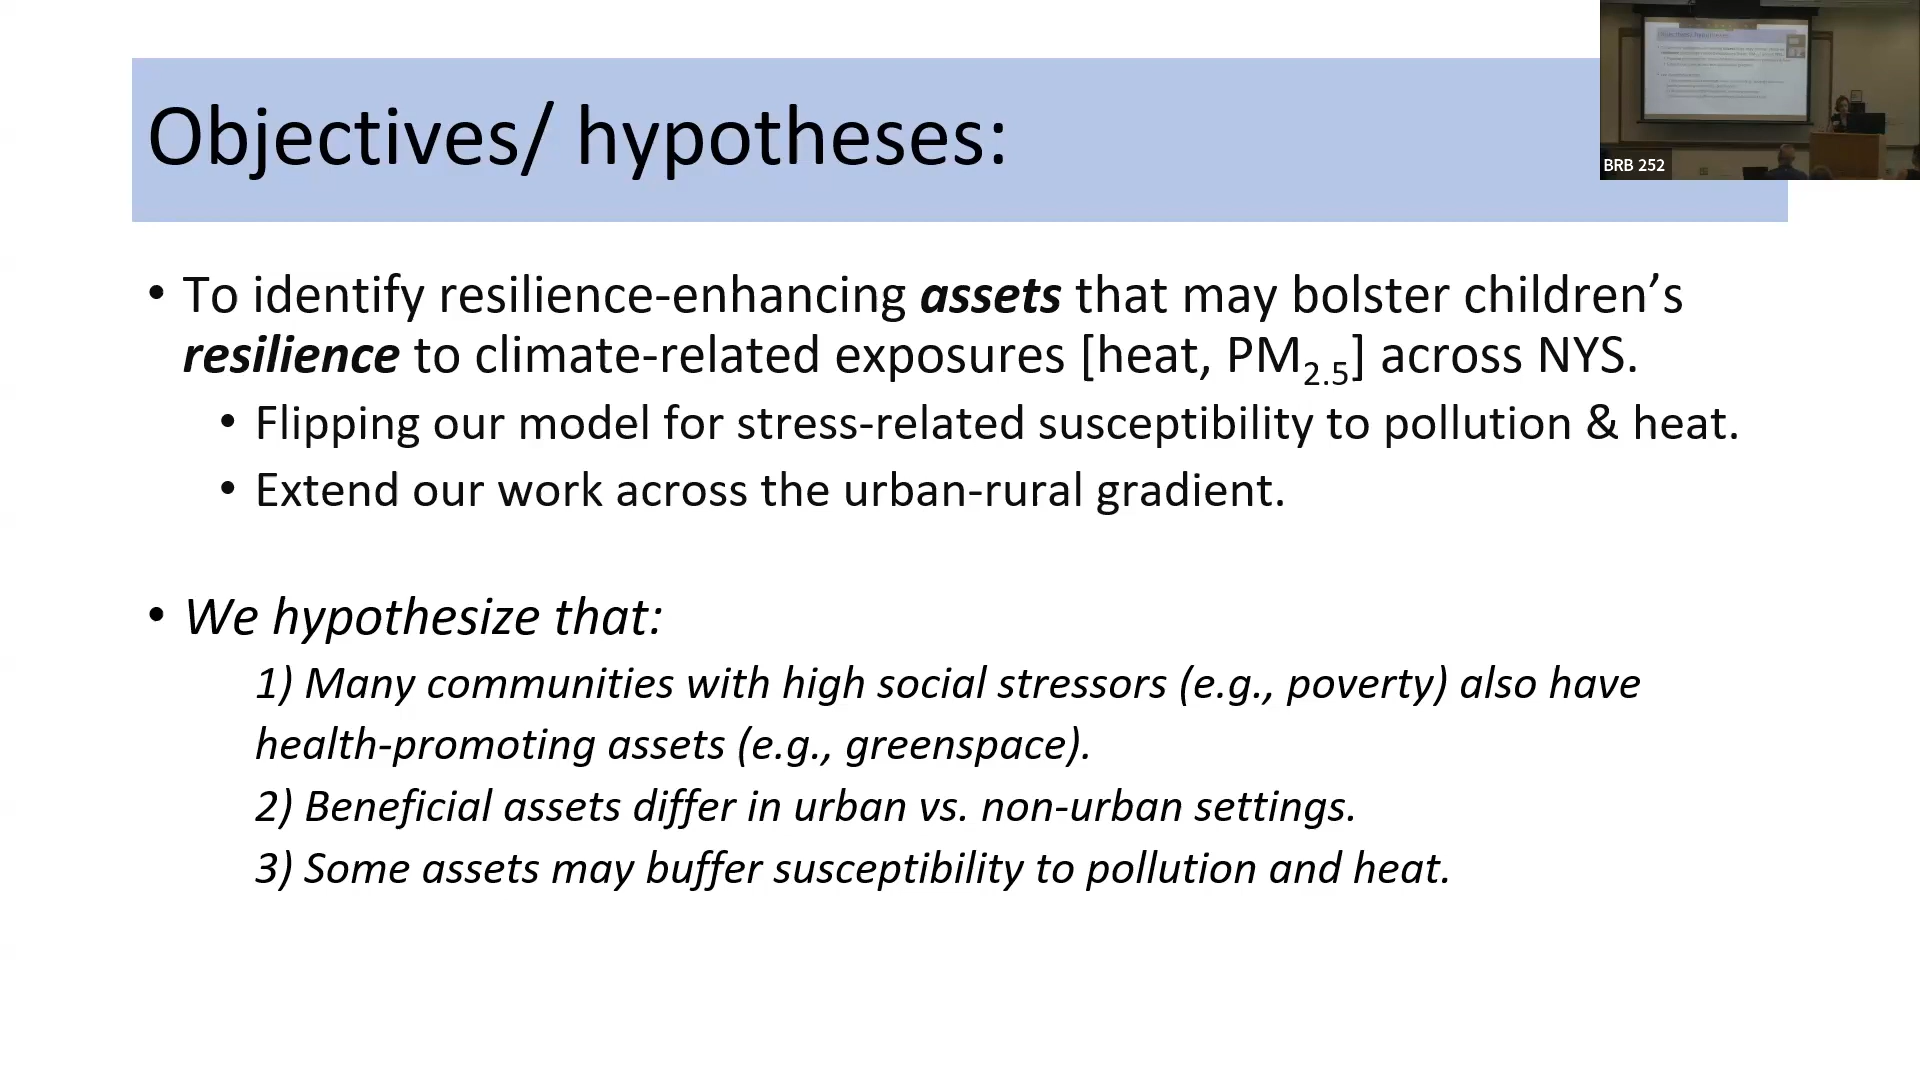 Objectives/ hypotheses:
BRB 252
• To identify resilience-enhancing assets that may bolster children’s
resilience to climate-related exposures [heat, PM2.5] across NYS.
• Flipping our model for stress-related susceptibility to pollution & heat.
• Extend our work across the urban-rural gradient.
• We hypothesize that:
1) Many communities with high social stressors (e.g., poverty) also have
health-promoting assets (e.g., greenspace).
2) Beneficial assets differ in urban vs. non-urban settings.
3) Some assets may buffer susceptibility to pollution and heat.